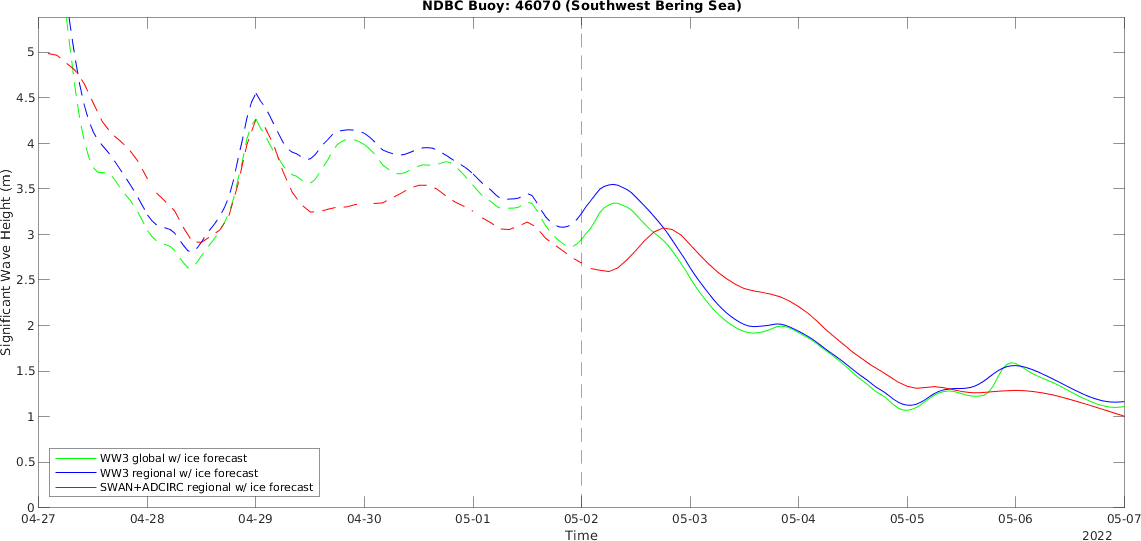 NDBC Buoy: 46070 (Southwest Bering Sea)
Significant Wave Height (m)
5
4.5
4
3.5
3
2.5
2
1.5
1
0.5
0
WW3 global w/ ice forecast
WW3 regional w/ ice forecast
SWAN+ADCIRC regional w/ ice forecast
04-27 04-28 04-29 04-30 05-01 05-02 05-03 05-04 05-05 05-06 05-07
Time
2022